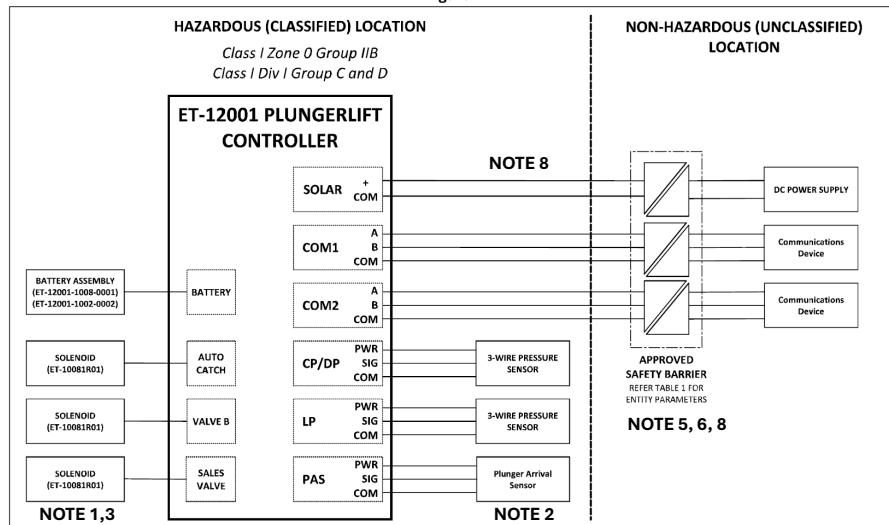 HAZARDOUS (CLASSIFIED) LOCATION
Class I Zone 0 Group IIB
Class I Div I Group C and D
NON-HAZARDOUS (UNCLASSIFIED)
LOCATION
ET-12001 PLUNGERLIFT
CONTROLLER
NOTE 8
SOLAR
+
COM
DC POWER SUPPLY
COM1
A
B
COM
Communications
Device
BATTERY ASSEMBLY
(ET-12001-1008-0001)
(ET-12001-1002-0002)
BATTERY
COM2
A
B
COM
Communications
Device
SOLENOID
(ET-10081R01)
AUTO
CATCH
CP/DP
PWR
SIG
COM
3-WIRE PRESSURE
SENSOR
APPROVED
SAFETY BARRIER
REFER TABLE 1 FOR
ENTITY PARAMETERS
NOTE 5, 6, 8
SOLENOID
(ET-10081R01)
VALVE B
LP
PWR
SIG
COM
3-WIRE PRESSURE
SENSOR
SOLENOID
(ET-10081R01)
SALES
VALVE
PAS
PWR
SIG
COM
Plunger Arrival
Sensor
NOTE 1,3
NOTE 2